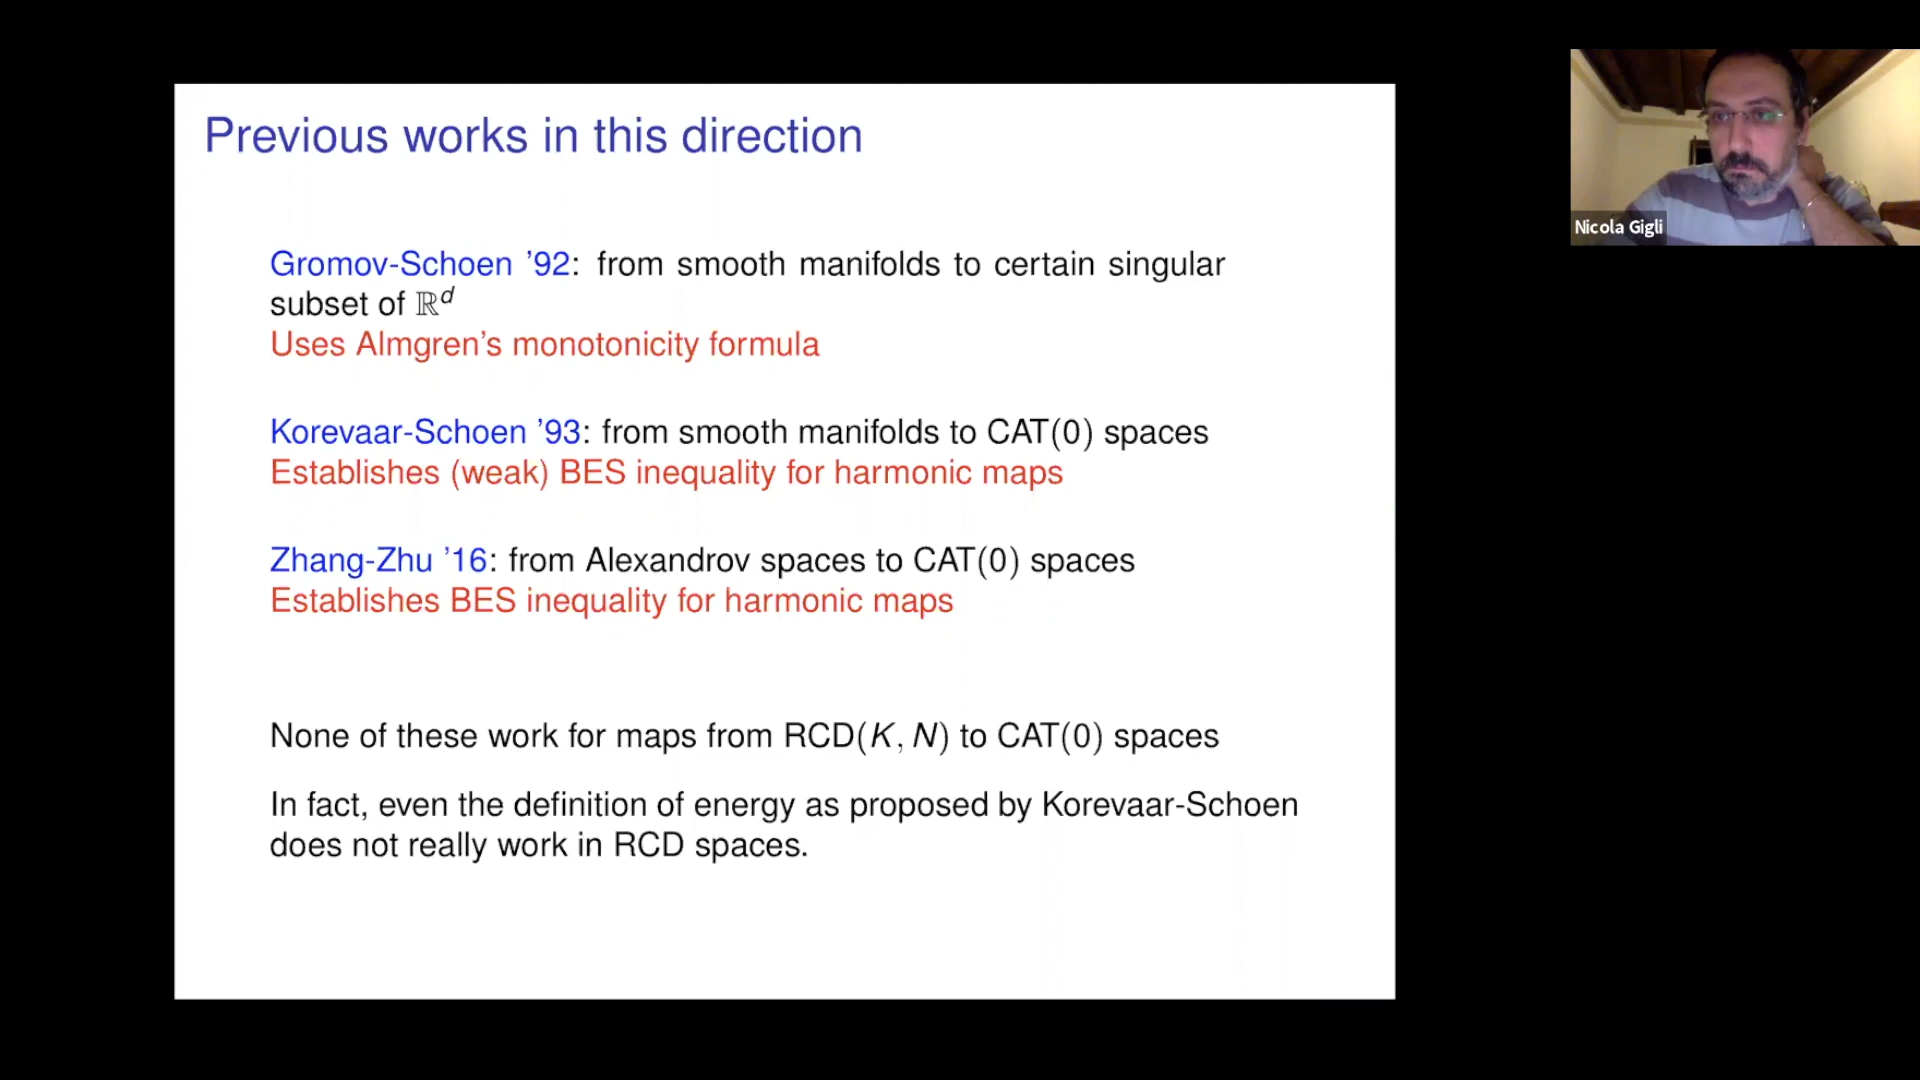 Previous works in this direction
Gromov-Schoen ’92: from smooth manifolds to certain singular
subset of ℝᵈ
Uses Almgren’s monotonicity formula
Korevaar-Schoen ’93: from smooth manifolds to CAT(0) spaces
Establishes (weak) BES inequality for harmonic maps
Zhang-Zhu ’16: from Alexandrov spaces to CAT(0) spaces
Establishes BES inequality for harmonic maps
None of these work for maps from RCD(K, N) to CAT(0) spaces
In fact, even the definition of energy as proposed by Korevaar-Schoen
does not really work in RCD spaces.
Nicola Gigli